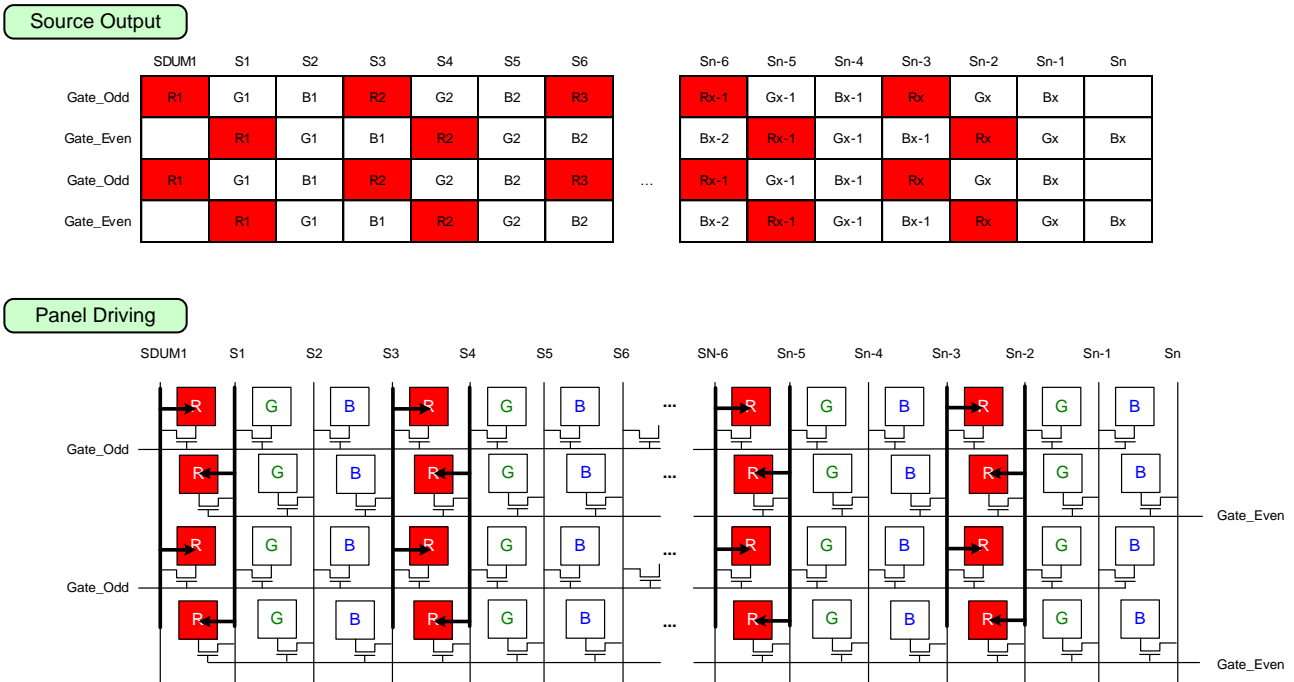 Source Output
SDUM1 S1 S2 S3 S4 S5 S6 Sn-6 Sn-5 Sn-4 Sn-3 Sn-2 Sn-1 Sn
Gate_Odd R1 G1 B1 R2 G2 B2 R3 Rx-1 Gx-1 Bx-1 Rx Gx Bx
Gate_Even R1 G1 B1 R2 G2 B2 Bx-2 Rx-1 Gx-1 Bx-1 Rx Gx Bx
Gate_Odd R1 G1 B1 R2 G2 B2 R3 ... Rx-1 Gx-1 Bx-1 Rx Gx Bx
Gate_Even R1 G1 B1 R2 G2 B2 Bx-2 Rx-1 Gx-1 Bx-1 Rx Gx Bx
Panel Driving
SDUM1 S1 S2 S3 S4 S5 S6 SN-6 Sn-5 Sn-4 Sn-3 Sn-2 Sn-1 Sn
R G B R G B ... R G B R G B
Gate_Odd
R G B R G B ... R G B R G B
Gate_Even
R G B R G B ... R G B R G B
Gate_Odd
R G B R G B ... R G B R G B
Gate_Even